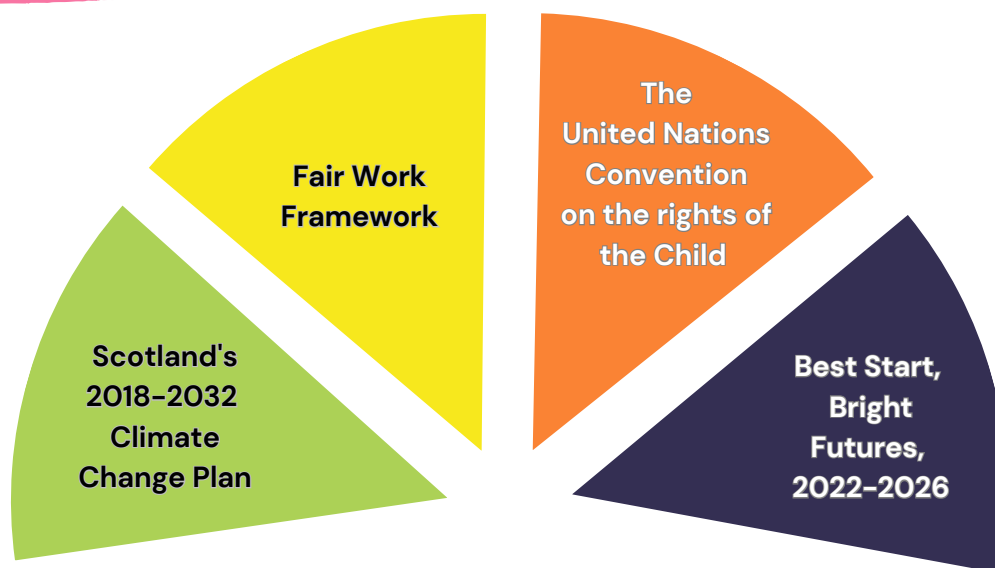 Fair Work
Framework
The
United Nations
Convention
on the rights of
the Child
Scotland's
2018-2032
Climate
Change Plan
Best Start,
Bright
Futures,
2022-2026